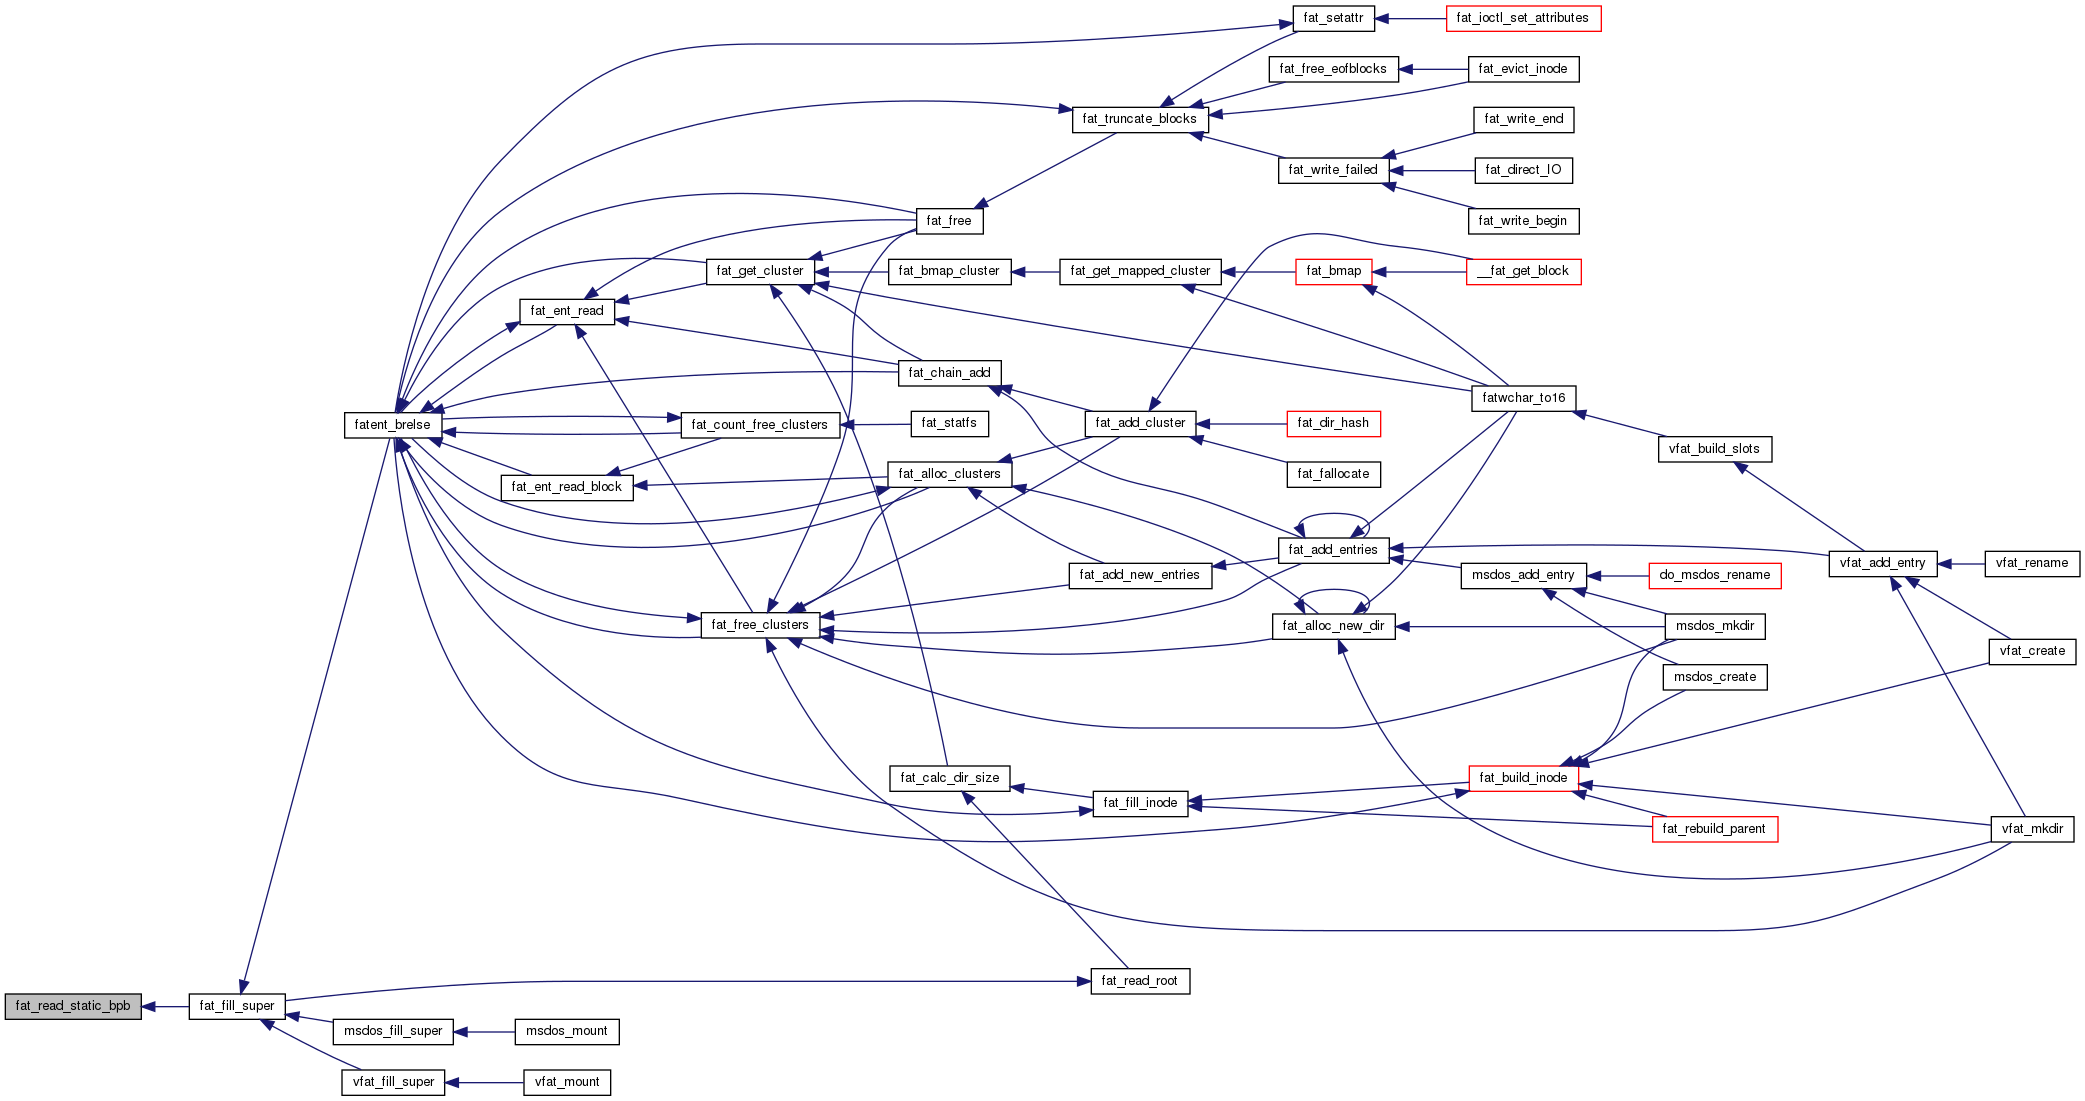 fat_setattr
fat_ioctl_set_attributes
fat_free_eofblocks
fat_evict_inode
fat_truncate_blocks
fat_write_end
fat_write_failed
fat_direct_IO
fat_free
fat_write_begin
fat_get_cluster
fat_bmap_cluster
fat_get_mapped_cluster
fat_bmap
__fat_get_block
fat_ent_read
fat_chain_add
fatwchar_to16
fatent_brelse
fat_count_free_clusters
fat_statfs
fat_add_cluster
fat_dir_hash
vfat_build_slots
fat_ent_read_block
fat_alloc_clusters
fat_fallocate
fat_add_entries
fat_add_new_entries
msdos_add_entry
do_msdos_rename
vfat_add_entry
vfat_rename
fat_free_clusters
fat_alloc_new_dir
msdos_mkdir
vfat_create
msdos_create
fat_calc_dir_size
fat_fill_inode
fat_build_inode
fat_rebuild_parent
vfat_mkdir
fat_read_root
fat_read_static_bpb
fat_fill_super
msdos_fill_super
msdos_mount
vfat_fill_super
vfat_mount